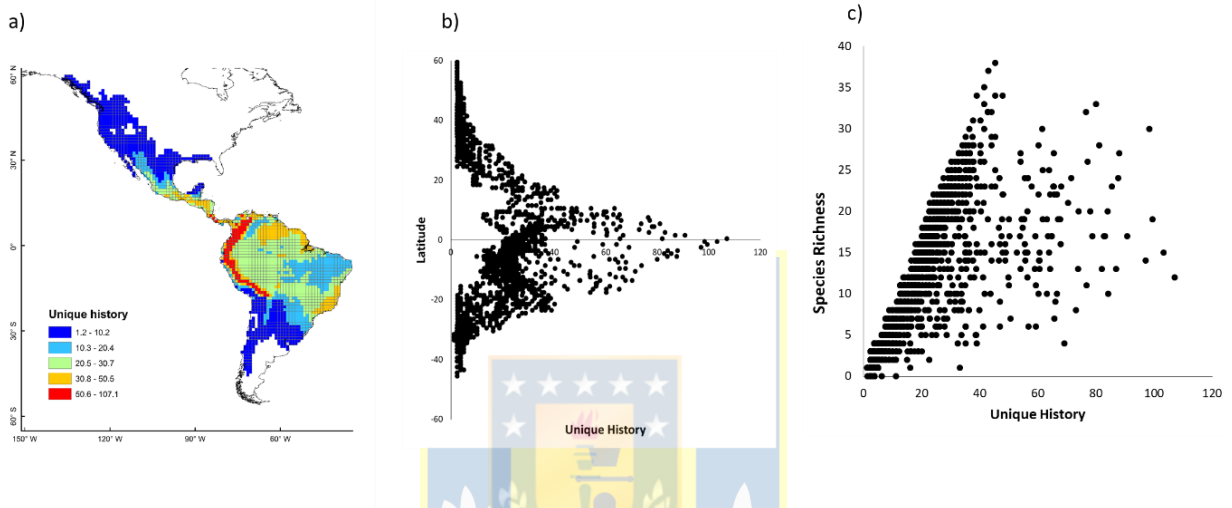 a)
60° N
30° N
0°
30° S
60° S
150° W
120° W
90° W
60° W
Unique history
1.2 - 10.2
10.3 - 20.4
20.5 - 30.7
30.8 - 50.5
50.6 - 107.1
b)
60
40
20
0
0
20
40
60
80
100
120
-20
-40
-60
Latitude
Unique History
c)
40
35
30
25
20
15
10
5
0
Species Richness
0
20
40
60
80
100
120
Unique History